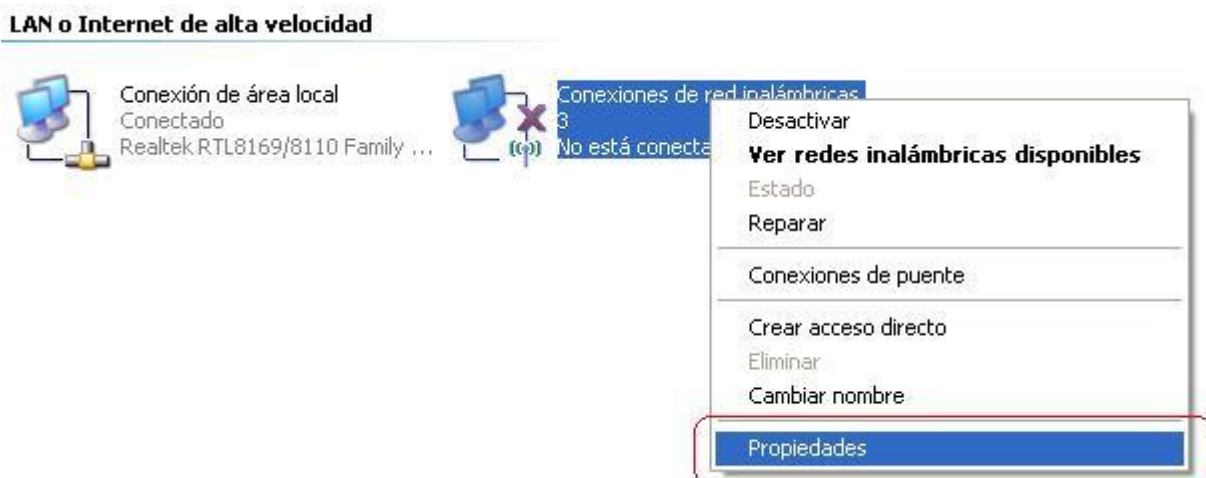 LAN o Internet de alta velocidad
Conexión de área local
Conectado
Realtek RTL8169/8110 Family ...
Conexiones de red inalámbricas
3
No está conecta
Desactivar
Ver redes inalámbricas disponibles
Estado
Reparar
Conexiones de puente
Crear acceso directo
Eliminar
Cambiar nombre
Propiedades